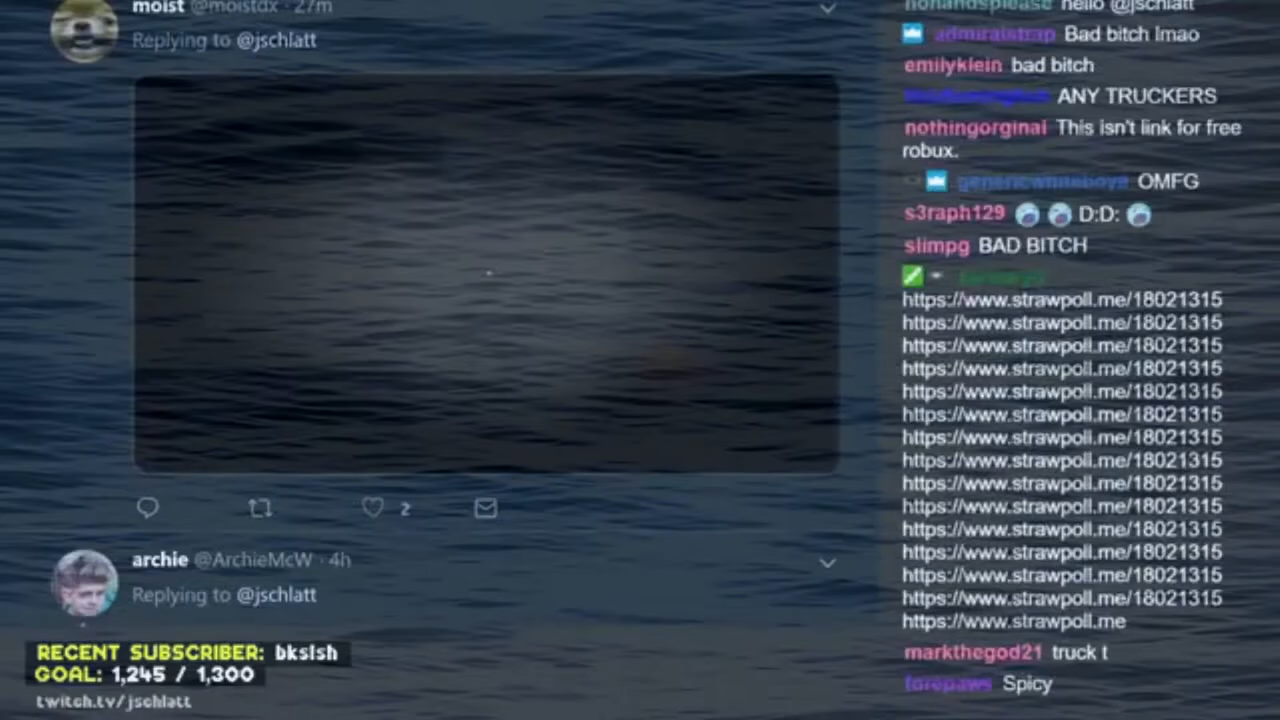 moist @moistdx · 27m
Replying to @jschlatt
2
archie @ArchieMcW · 4h
Replying to @jschlatt
RECENT SUBSCRIBER: bkslsh
GOAL: 1,245 / 1,300
twitch.tv/jschlatt
nohandsplease hello @jschlatt
admiralstrap Bad bitch lmao
emilyklein bad bitch
ANY TRUCKERS
nothingorginal This isn't link for free
robux.
genericwhiteboye OMFG
s3raph129 D:D:
slimpg BAD BITCH
https://www.strawpoll.me/18021315
https://www.strawpoll.me/18021315
https://www.strawpoll.me/18021315
https://www.strawpoll.me/18021315
https://www.strawpoll.me/18021315
https://www.strawpoll.me/18021315
https://www.strawpoll.me/18021315
https://www.strawpoll.me/18021315
https://www.strawpoll.me/18021315
https://www.strawpoll.me/18021315
https://www.strawpoll.me/18021315
https://www.strawpoll.me/18021315
https://www.strawpoll.me/18021315
https://www.strawpoll.me/18021315
https://www.strawpoll.me
markthegod21 truck t
forepaws Spicy